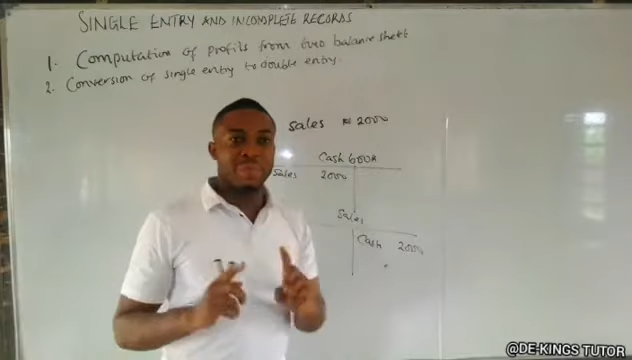 SINGLE ENTRY AND INCOMPLETE RECORDS
1. Computation of profits from two balance sheet
2. Conversion of single entry to double entry.
Sales 2000
Cash book
Sales 2000
Sales
Cash 2000
@DE-KINGS TUTOR